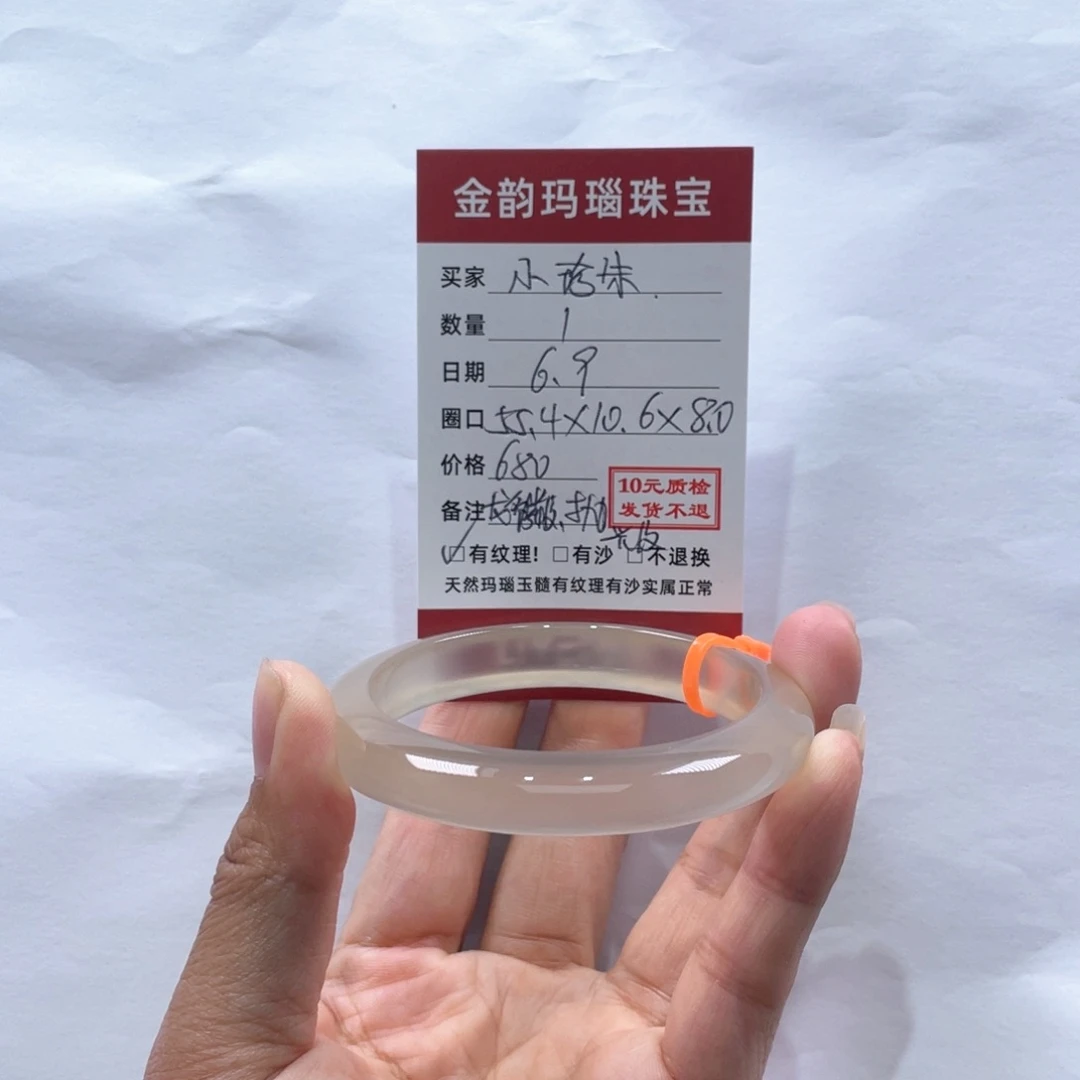 金韵玛瑙珠宝
买家 小珍珠
数量 1
日期 6.9
圈口 55.4×10.6×8.0
价格 680
10元质检
发货不退
备注
☑有纹理! □有沙 □不退换
天然玛瑙玉髓有纹理有沙实属正常